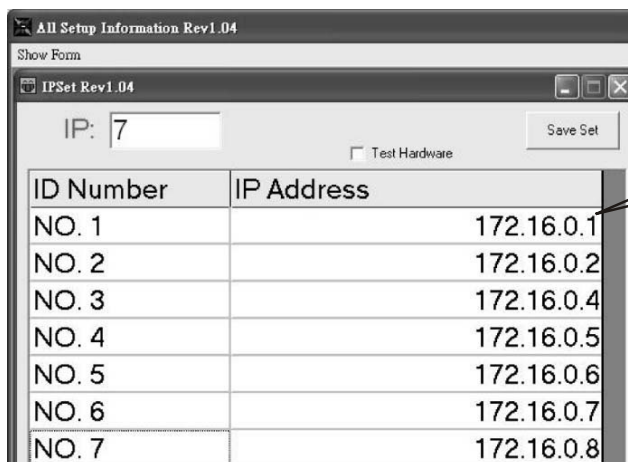 All Setup Information Rev1.04
Show Form
IPSet Rev1.04
IP: 7
Save Set
Test Hardware
ID Number IP Address
NO. 1 172.16.0.1
NO. 2 172.16.0.2
NO. 3 172.16.0.4
NO. 4 172.16.0.5
NO. 5 172.16.0.6
NO. 6 172.16.0.7
NO. 7 172.16.0.8